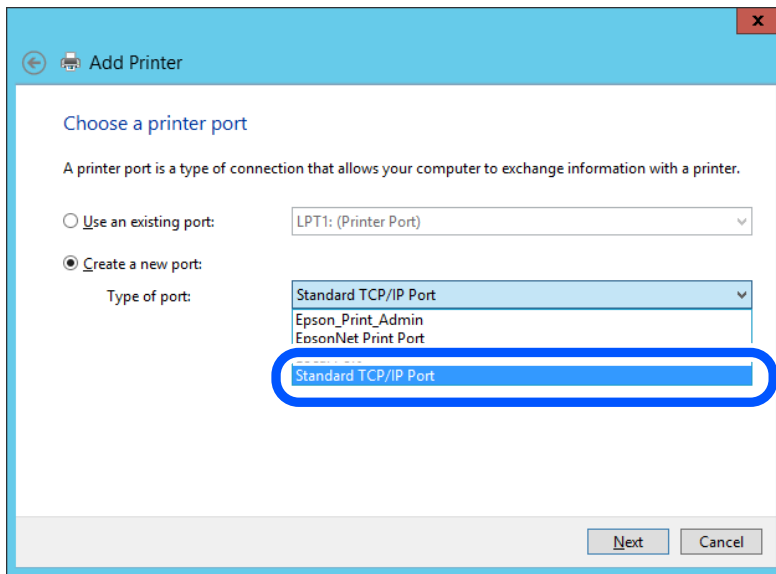 x
Add Printer
Choose a printer port
A printer port is a type of connection that allows your computer to exchange information with a printer.
Use an existing port: LPT1: (Printer Port)
Create a new port:
Type of port: Standard TCP/IP Port
Epson_Print_Admin
EpsonNet Print Port
Standard TCP/IP Port
Next Cancel